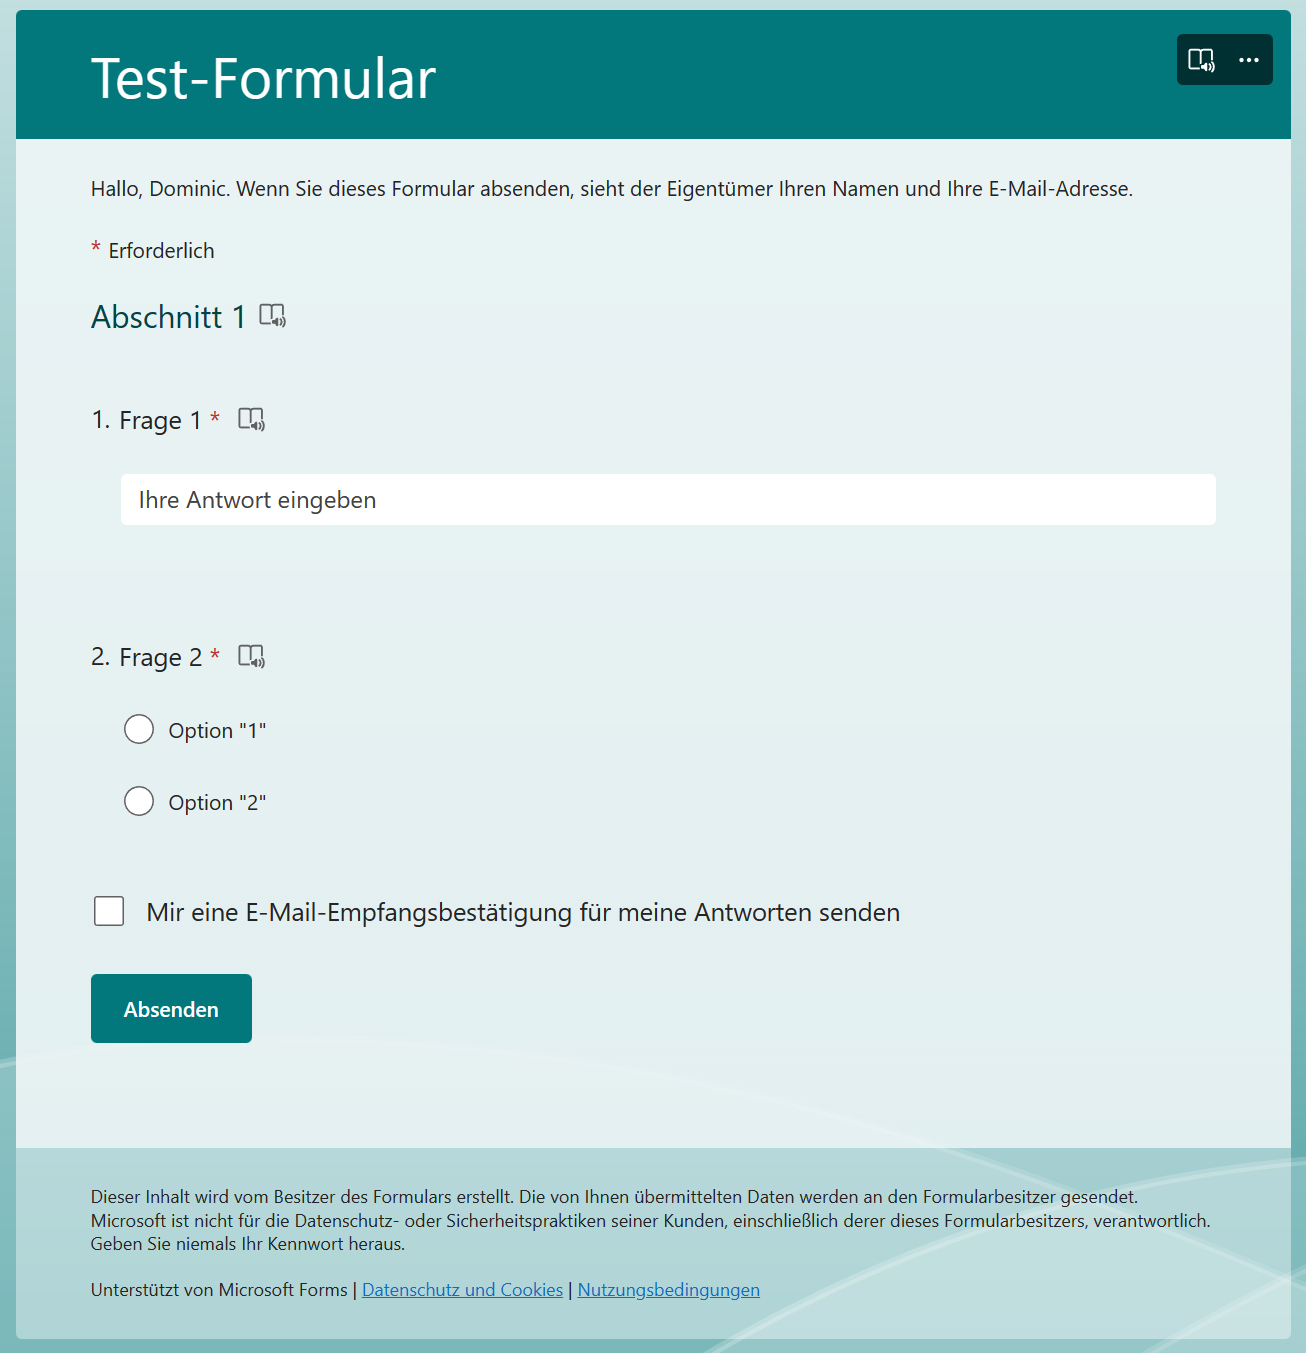 Test-Formular
Hallo, Dominic. Wenn Sie dieses Formular absenden, sieht der Eigentümer Ihren Namen und Ihre E-Mail-Adresse.
* Erforderlich
Abschnitt 1
1. Frage 1 *
Ihre Antwort eingeben
2. Frage 2 *
Option "1"
Option "2"
Mir eine E-Mail-Empfangsbestätigung für meine Antworten senden
Absenden
Dieser Inhalt wird vom Besitzer des Formulars erstellt. Die von Ihnen übermittelten Daten werden an den Formularbesitzer gesendet.
Microsoft ist nicht für die Datenschutz- oder Sicherheitspraktiken seiner Kunden, einschließlich derer dieses Formularbesitzers, verantwortlich.
Geben Sie niemals Ihr Kennwort heraus.
Unterstützt von Microsoft Forms | Datenschutz und Cookies | Nutzungsbedingungen